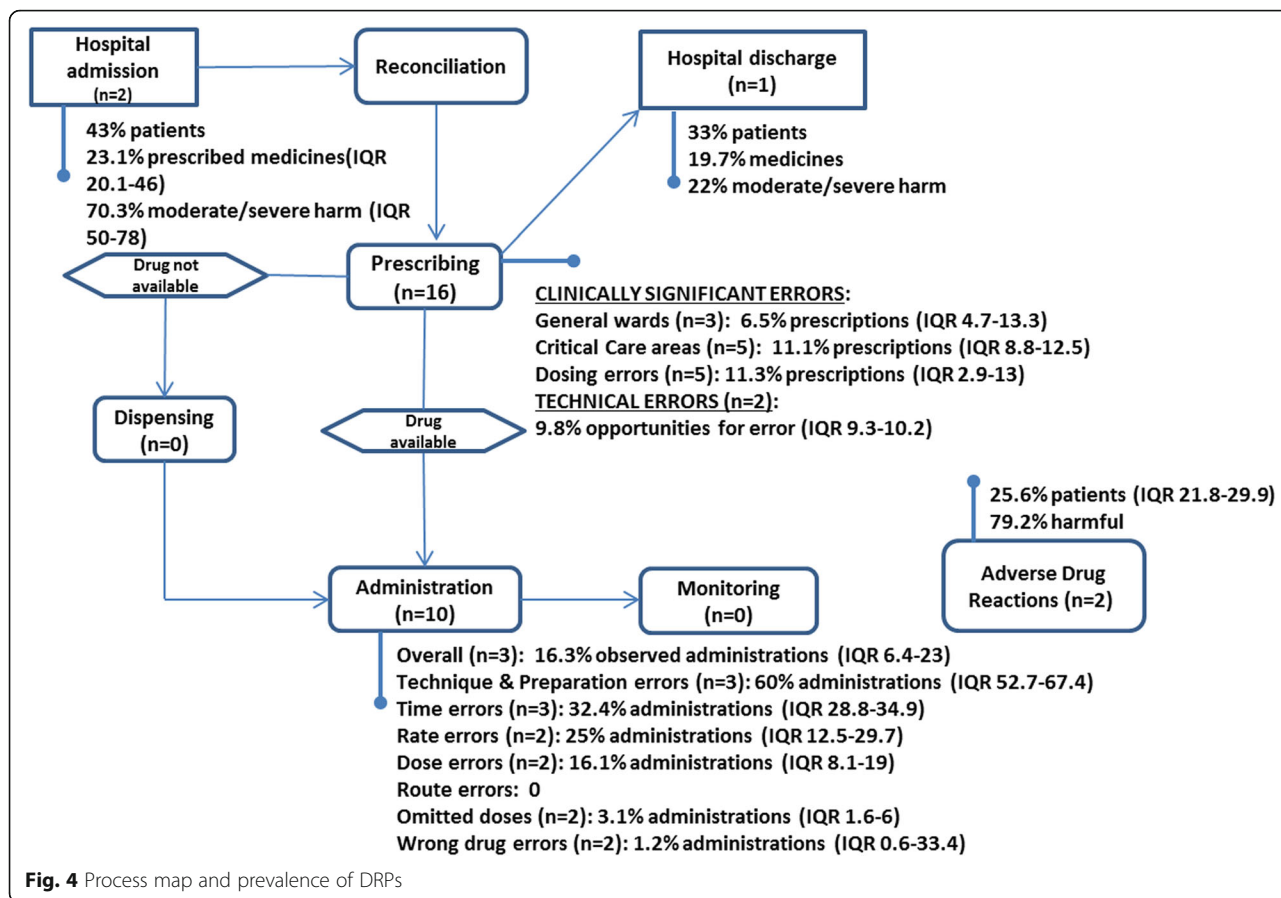 Hospital
admission
(n=2)
Reconciliation
Hospital discharge
(n=1)
43% patients
23.1% prescribed medicines(IQR
20.1-46)
70.3% moderate/severe harm (IQR
50-78)
33% patients
19.7% medicines
22% moderate/severe harm
Drug not
available
Prescribing
(n=16)
CLINICALLY SIGNIFICANT ERRORS:
General wards (n=3): 6.5% prescriptions (IQR 4.7-13.3)
Critical Care areas (n=5): 11.1% prescriptions (IQR 8.8-12.5)
Dosing errors (n=5): 11.3% prescriptions (IQR 2.9-13)
TECHNICAL ERRORS (n=2):
9.8% opportunities for error (IQR 9.3-10.2)
Dispensing
(n=0)
Drug
available
25.6% patients (IQR 21.8-29.9)
79.2% harmful
Adverse Drug
Reactions (n=2)
Administration
(n=10)
Monitoring
(n=0)
Overall (n=3): 16.3% observed administrations (IQR 6.4-23)
Technique & Preparation errors (n=3): 60% administrations (IQR 52.7-67.4)
Time errors (n=3): 32.4% administrations (IQR 28.8-34.9)
Rate errors (n=2): 25% administrations (IQR 12.5-29.7)
Dose errors (n=2): 16.1% administrations (IQR 8.1-19)
Route errors: 0
Omitted doses (n=2): 3.1% administrations (IQR 1.6-6)
Wrong drug errors (n=2): 1.2% administrations (IQR 0.6-33.4)
Fig. 4 Process map and prevalence of DRPs